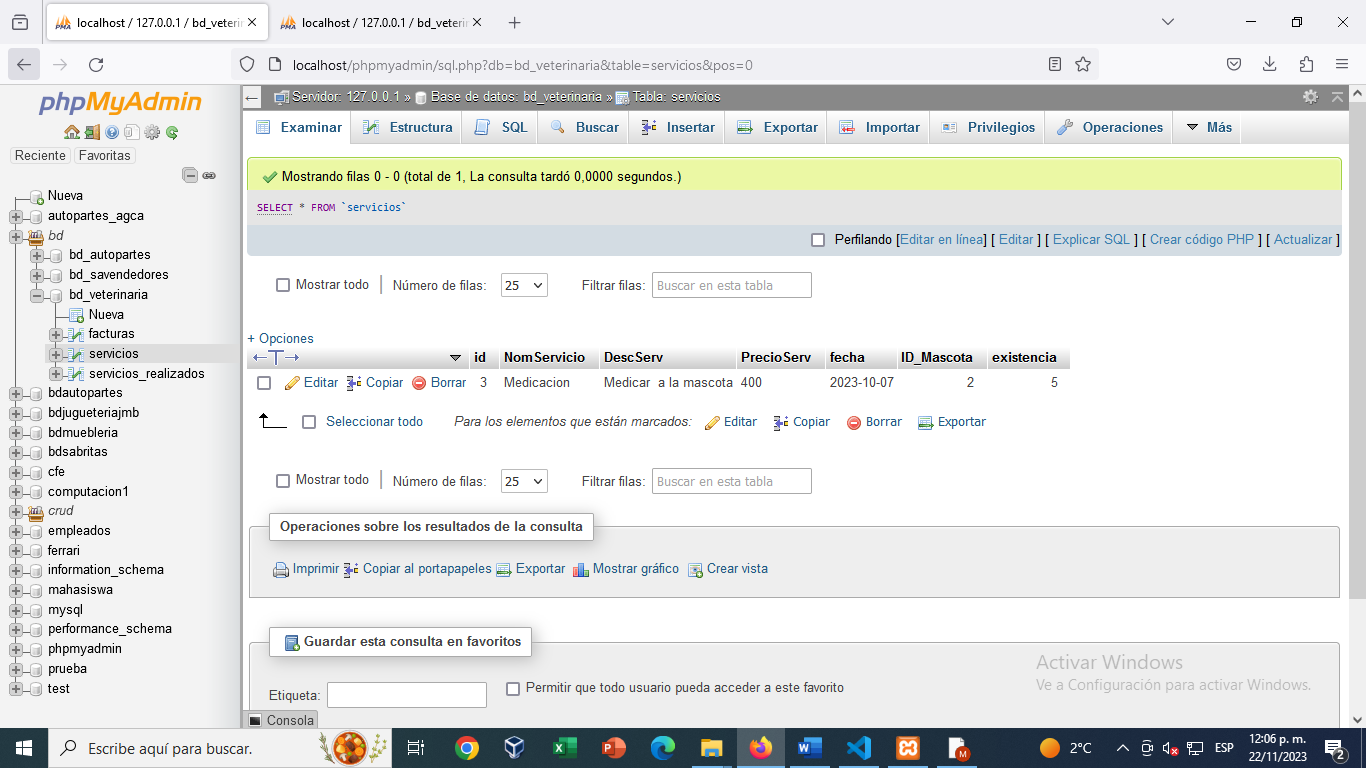 localhost / 127.0.0.1 / bd_veterin
localhost / 127.0.0.1 / bd_veterin
localhost/phpmyadmin/sql.php?db=bd_veterinaria&table=servicios&pos=0
phpMyAdmin
Reciente Favoritas
Nueva
autopartes_agca
bd
bd_autopartes
bd_savendedores
bd_veterinaria
Nueva
facturas
servicios
servicios_realizados
bdautopartes
bdjugueteriajmb
bdmuebleria
bdsabritas
cfe
computacion1
crud
empleados
ferrari
information_schema
mahasiswa
mysql
performance_schema
phpmyadmin
prueba
test
Servidor: 127.0.0.1 » Base de datos: bd_veterinaria » Tabla: servicios
Examinar Estructura SQL Buscar Insertar Exportar Importar Privilegios Operaciones Más
Mostrando filas 0 - 0 (total de 1, La consulta tardó 0,0000 segundos.)
SELECT * FROM `servicios`
Perfilando [Editar en línea] [ Editar ] [ Explicar SQL ] [ Crear código PHP ] [ Actualizar ]
Mostrar todo Número de filas: 25 Filtrar filas: Buscar en esta tabla
+ Opciones
←T→ id NomServicio DescServ PrecioServ fecha ID_Mascota existencia
Editar Copiar Borrar 3 Medicacion Medicar a la mascota 400 2023-10-07 2 5
Seleccionar todo Para los elementos que están marcados: Editar Copiar Borrar Exportar
Mostrar todo Número de filas: 25 Filtrar filas: Buscar en esta tabla
Operaciones sobre los resultados de la consulta
Imprimir Copiar al portapapeles Exportar Mostrar gráfico Crear vista
Guardar esta consulta en favoritos
Etiqueta: Permitir que todo usuario pueda acceder a este favorito
Consola
Activar Windows
Ve a Configuración para activar Windows.
Escribe aquí para buscar.
2°C ESP 12:06 p. m.
22/11/2023
2